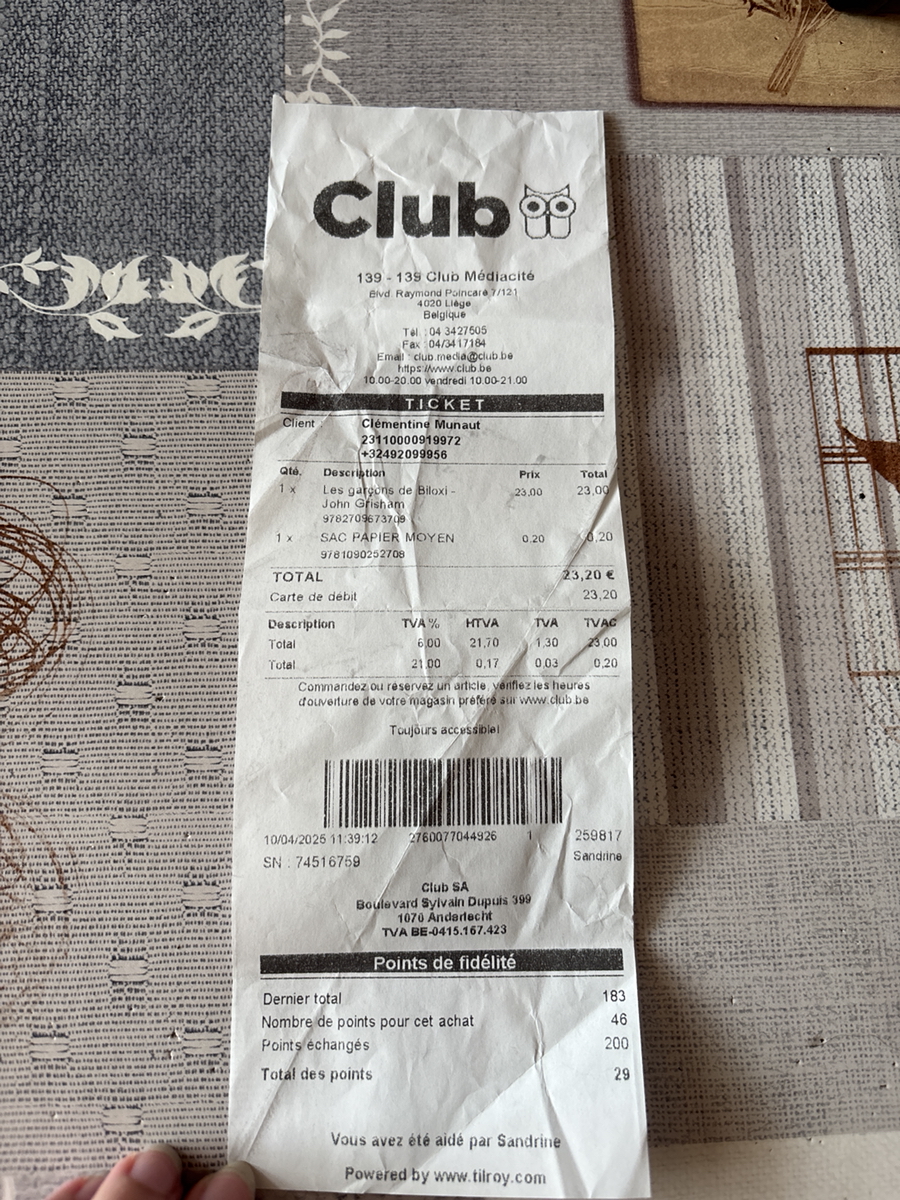 Club
139 - 139 Club Médiacité
Blvd. Raymond Poincaré 7/121
4020 Liège
Belgique
Tél : 04 3427605
Fax : 04/3417184
Email : club.media@club.be
https://www.club.be
10.00-20.00 vendredi 10.00-21.00
TICKET
Client : Clémentine Munaut
23110000919972
+32492099956
Qté. Description Prix Total
1 x Les garçons de Biloxi - 23,00 23,00
John Grisham
9782709673709
1 x SAC PAPIER MOYEN 0,20 0,20
9781090252708
TOTAL 23,20 €
Carte de débit 23,20
Description TVA % HTVA TVA TVAC
Total 6,00 21,70 1,30 23,00
Total 21,00 0,17 0,03 0,20
Commandez ou réservez un article, vérifiez les heures
d'ouverture de votre magasin préféré sur www.club.be
Toujours accessible!
10/04/2025 11:39:12 2760077044926 1 259817
SN : 74516759 Sandrine
Club SA
Boulevard Sylvain Dupuis 399
1070 Anderlecht
TVA BE-0415.167.423
Points de fidélité
Dernier total 183
Nombre de points pour cet achat 46
Points échangés 200
Total des points 29
Vous avez été aidé par Sandrine
Powered by www.tilroy.com